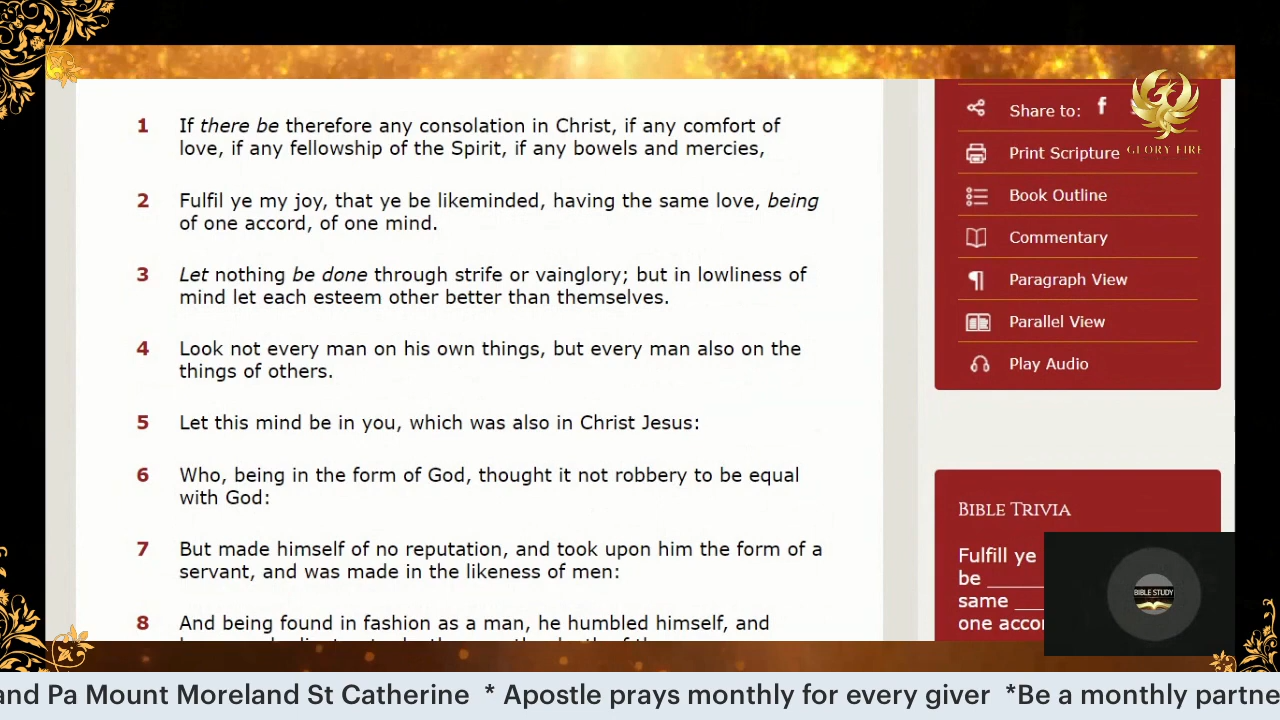 1 If there be therefore any consolation in Christ, if any comfort of
love, if any fellowship of the Spirit, if any bowels and mercies,
2 Fulfil ye my joy, that ye be likeminded, having the same love, being
of one accord, of one mind.
3 Let nothing be done through strife or vainglory; but in lowliness of
mind let each esteem other better than themselves.
4 Look not every man on his own things, but every man also on the
things of others.
5 Let this mind be in you, which was also in Christ Jesus:
6 Who, being in the form of God, thought it not robbery to be equal
with God:
7 But made himself of no reputation, and took upon him the form of a
servant, and was made in the likeness of men:
8 And being found in fashion as a man, he humbled himself, and
Share to:
Print Scripture
Book Outline
Commentary
Paragraph View
Parallel View
Play Audio
GLORY FIRE
BIBLE TRIVIA
Fulfill ye
be ______
same ___
one accor
BIBLE STUDY
and Pa Mount Moreland St Catherine * Apostle prays monthly for every giver *Be a monthly partne